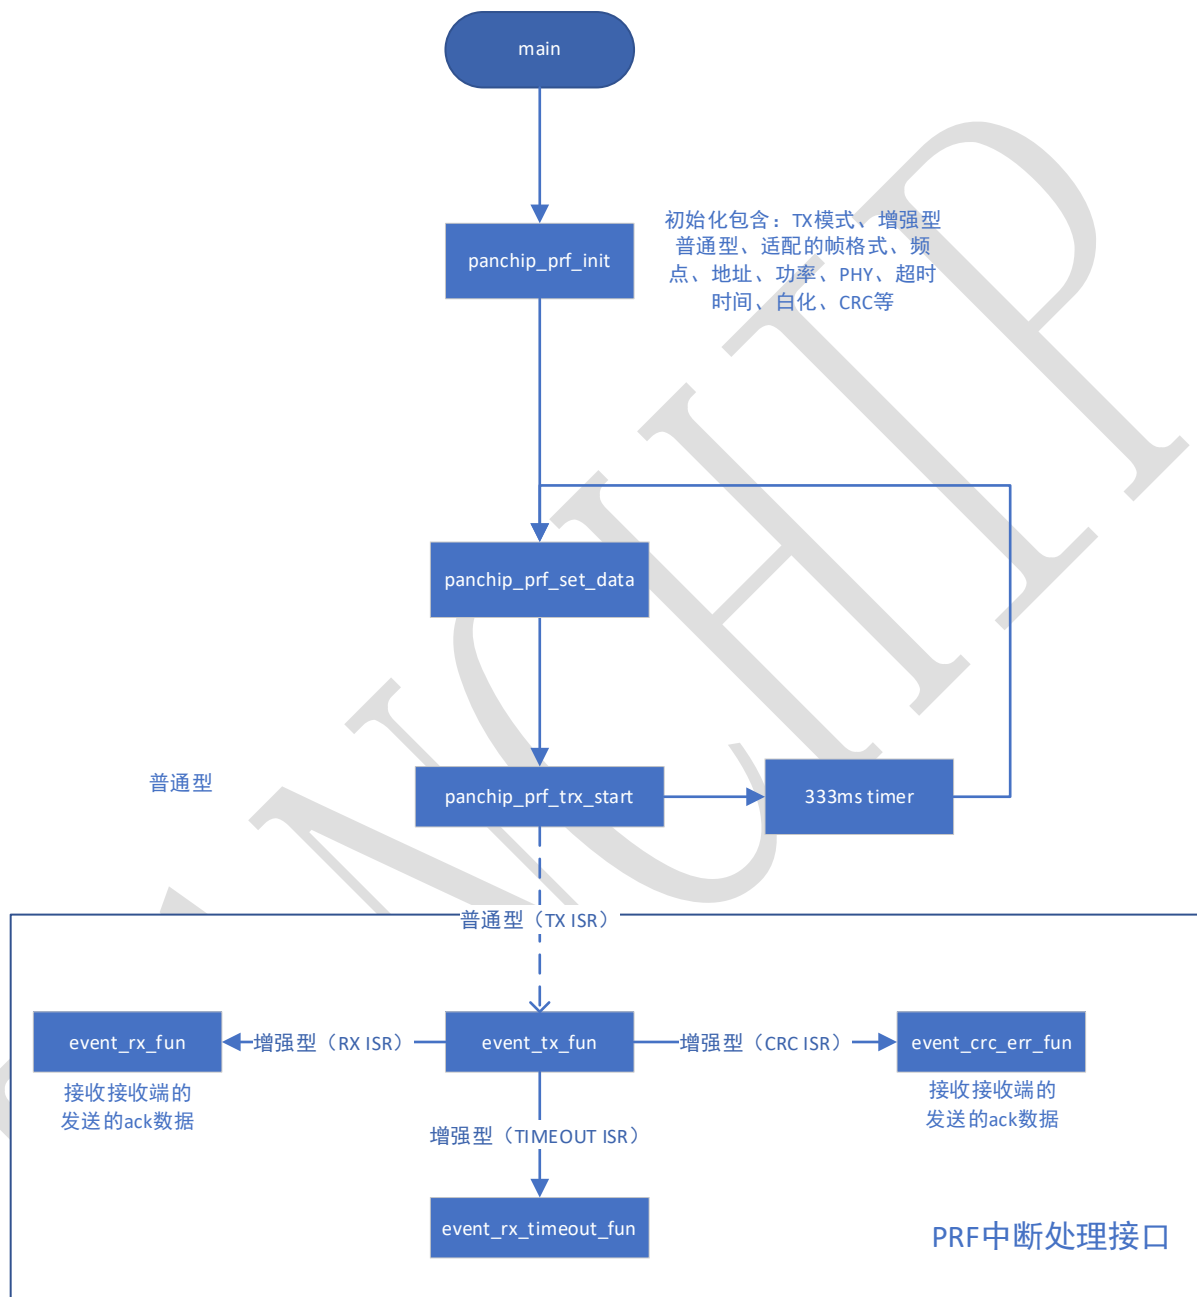 main
初始化包含：TX模式、增强型
普通型、适配的帧格式、频
点、地址、功率、PHY、超时
时间、白化、CRC等
panchip_prf_init
panchip_prf_set_data
普通型
panchip_prf_trx_start
333ms timer
普通型（TX ISR）
event_rx_fun
增强型（RX ISR）
event_tx_fun
增强型（CRC ISR）
event_crc_err_fun
接收接收端的
发送的ack数据
接收接收端的
发送的ack数据
增强型（TIMEOUT ISR）
event_rx_timeout_fun
PRF中断处理接口
PANCHIP